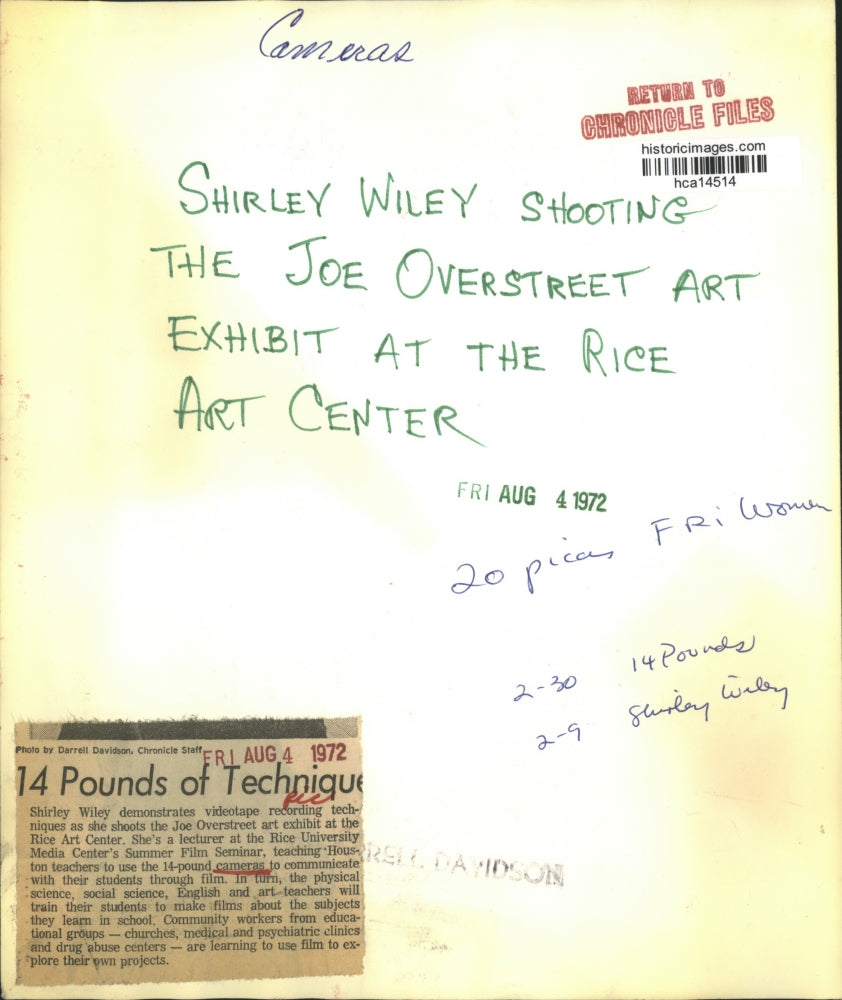 Cameras
RETURN TO
CHRONICLE FILES
historicimages.com
hca14514
SHIRLEY WILEY SHOOTING
THE JOE OVERSTREET ART
EXHIBIT AT THE RICE
ART CENTER
FRI AUG 4 1972
20 picas FRi Women
2-30 14 Pounds
2-9 Shirley Wiley
Photo by Darrell Davidson, Chronicle Staff
FRI AUG 4 1972
14 Pounds of Technique
Shirley Wiley demonstrates videotape recording tech-
niques as she shoots the Joe Overstreet art exhibit at the
Rice Art Center. She's a lecturer at the Rice University
Media Center's Summer Film Seminar, teaching Hous-
ton teachers to use the 14-pound cameras to communicate
with their students through film. In turn, the physical
science, social science, English and art teachers will
train their students to make films about the subjects
they learn in school. Community workers from educa-
tional groups — churches, medical and psychiatric clinics
and drug abuse centers — are learning to use film to ex-
plore their own projects.
RRELL DAVIDSON